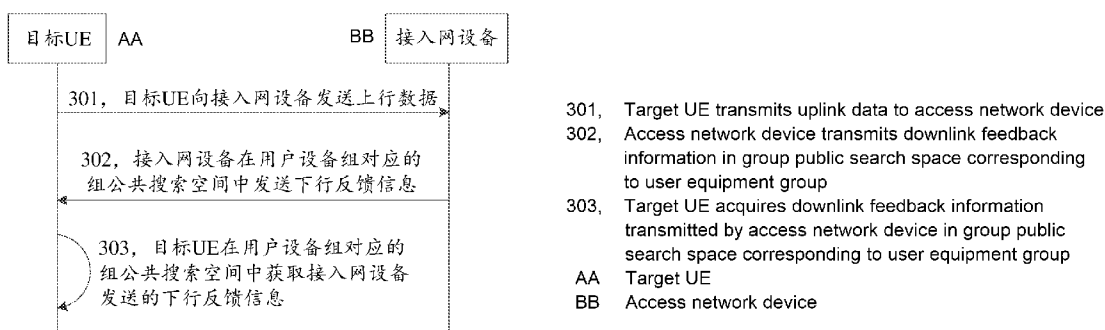 目标UE AA
BB 接入网设备
301，目标UE向接入网设备发送上行数据
302，接入网设备在用户设备组对应的
组公共搜索空间中发送下行反馈信息
303，目标UE在用户设备组对应的
组公共搜索空间中获取接入网设备
发送的下行反馈信息
301, Target UE transmits uplink data to access network device
302, Access network device transmits downlink feedback
information in group public search space corresponding
to user equipment group
303, Target UE acquires downlink feedback information
transmitted by access network device in group public
search space corresponding to user equipment group
AA Target UE
BB Access network device